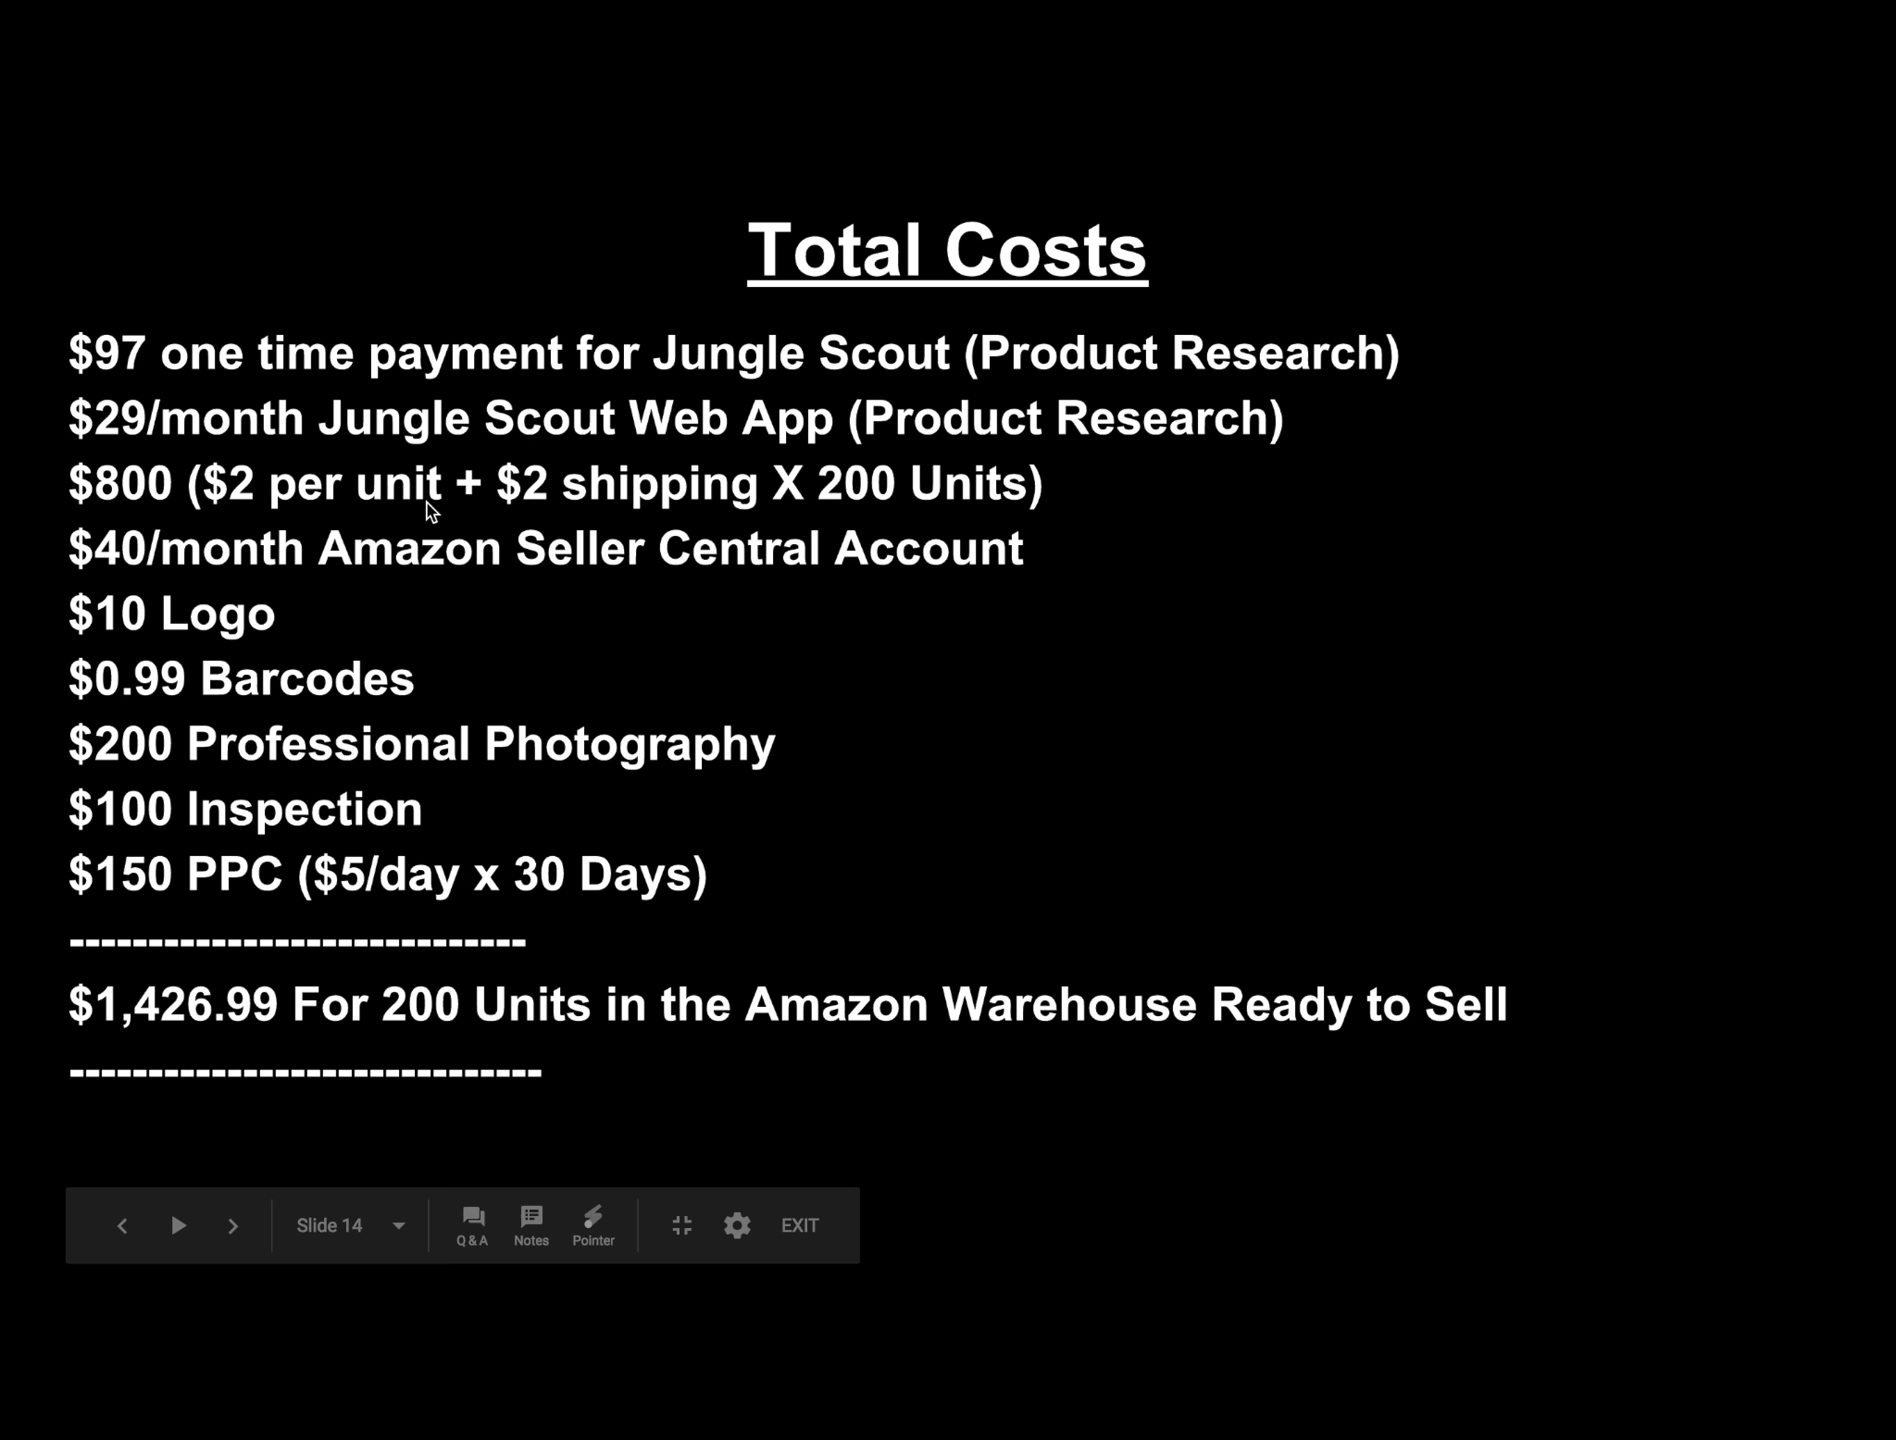 Total Costs
$97 one time payment for Jungle Scout (Product Research)
$29/month Jungle Scout Web App (Product Research)
$800 ($2 per unit + $2 shipping X 200 Units)
$40/month Amazon Seller Central Account
$10 Logo
$0.99 Barcodes
$200 Professional Photography
$100 Inspection
$150 PPC ($5/day x 30 Days)
-----------------------------
$1,426.99 For 200 Units in the Amazon Warehouse Ready to Sell
------------------------------
Slide 14 Q & A Notes Pointer EXIT